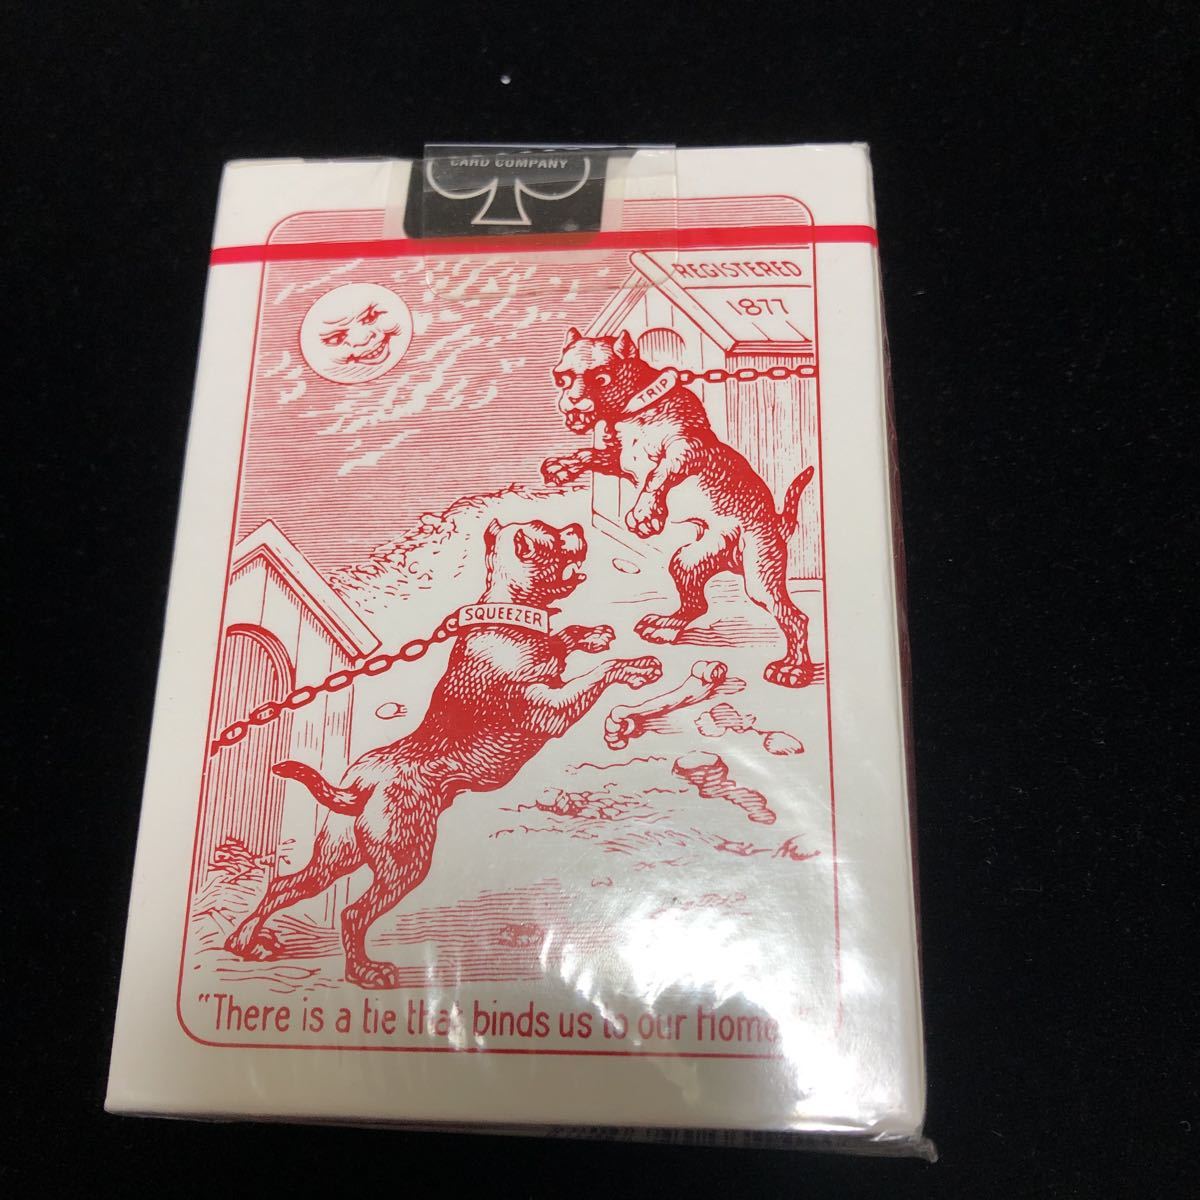 CARD COMPANY
REGISTERED
1877
TRIP
SQUEEZER
"There is a tie that binds us to our Home